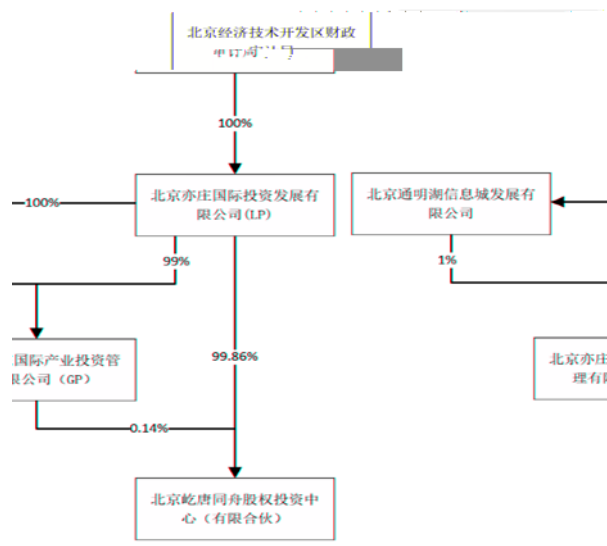 北京经济技术开发区财政
100%
北京亦庄国际投资发展有
限公司(LP)
北京通明湖信息城发展有
限公司
100%
99%
1%
国际产业投资管
限公司（GP）
99.86%
北京亦庄
理有限
0.14%
北京屹唐同舟股权投资中
心（有限合伙）